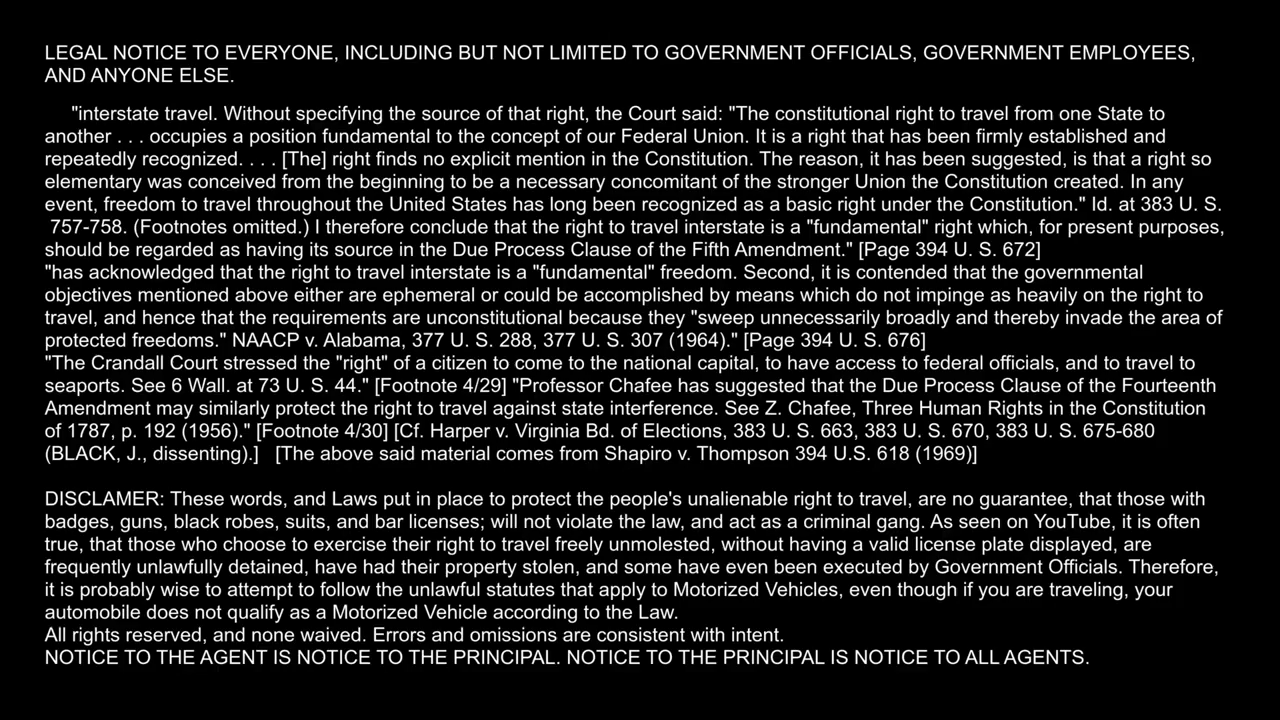 LEGAL NOTICE TO EVERYONE, INCLUDING BUT NOT LIMITED TO GOVERNMENT OFFICIALS, GOVERNMENT EMPLOYEES,
AND ANYONE ELSE.
"interstate travel. Without specifying the source of that right, the Court said: "The constitutional right to travel from one State to
another . . . occupies a position fundamental to the concept of our Federal Union. It is a right that has been firmly established and
repeatedly recognized. . . . [The] right finds no explicit mention in the Constitution. The reason, it has been suggested, is that a right so
elementary was conceived from the beginning to be a necessary concomitant of the stronger Union the Constitution created. In any
event, freedom to travel throughout the United States has long been recognized as a basic right under the Constitution." Id. at 383 U. S.
757-758. (Footnotes omitted.) I therefore conclude that the right to travel interstate is a "fundamental" right which, for present purposes,
should be regarded as having its source in the Due Process Clause of the Fifth Amendment." [Page 394 U. S. 672]
"has acknowledged that the right to travel interstate is a "fundamental" freedom. Second, it is contended that the governmental
objectives mentioned above either are ephemeral or could be accomplished by means which do not impinge as heavily on the right to
travel, and hence that the requirements are unconstitutional because they "sweep unnecessarily broadly and thereby invade the area of
protected freedoms." NAACP v. Alabama, 377 U. S. 288, 377 U. S. 307 (1964)." [Page 394 U. S. 676]
"The Crandall Court stressed the "right" of a citizen to come to the national capital, to have access to federal officials, and to travel to
seaports. See 6 Wall. at 73 U. S. 44." [Footnote 4/29] "Professor Chafee has suggested that the Due Process Clause of the Fourteenth
Amendment may similarly protect the right to travel against state interference. See Z. Chafee, Three Human Rights in the Constitution
of 1787, p. 192 (1956)." [Footnote 4/30] [Cf. Harper v. Virginia Bd. of Elections, 383 U. S. 663, 383 U. S. 670, 383 U. S. 675-680
(BLACK, J., dissenting).] [The above said material comes from Shapiro v. Thompson 394 U.S. 618 (1969)]
DISCLAMER: These words, and Laws put in place to protect the people's unalienable right to travel, are no guarantee, that those with
badges, guns, black robes, suits, and bar licenses; will not violate the law, and act as a criminal gang. As seen on YouTube, it is often
true, that those who choose to exercise their right to travel freely unmolested, without having a valid license plate displayed, are
frequently unlawfully detained, have had their property stolen, and some have even been executed by Government Officials. Therefore,
it is probably wise to attempt to follow the unlawful statutes that apply to Motorized Vehicles, even though if you are traveling, your
automobile does not qualify as a Motorized Vehicle according to the Law.
All rights reserved, and none waived. Errors and omissions are consistent with intent.
NOTICE TO THE AGENT IS NOTICE TO THE PRINCIPAL. NOTICE TO THE PRINCIPAL IS NOTICE TO ALL AGENTS.